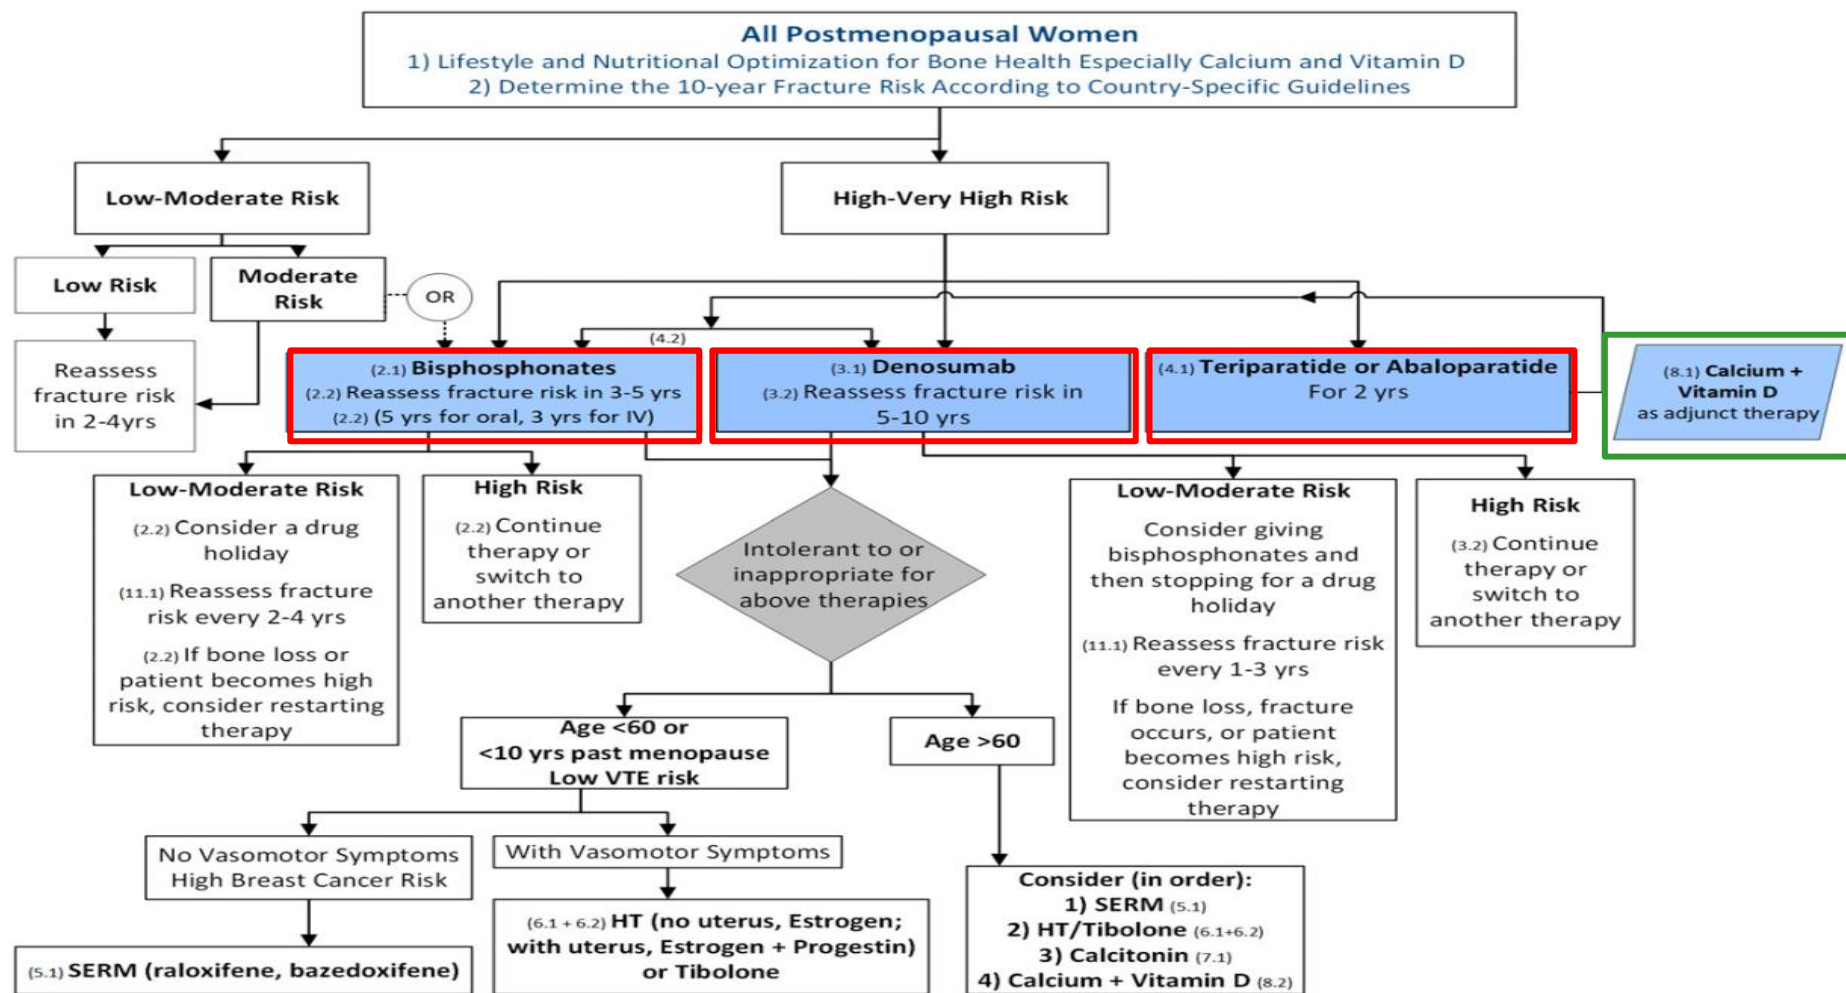 All Postmenopausal Women
1) Lifestyle and Nutritional Optimization for Bone Health Especially Calcium and Vitamin D
2) Determine the 10-year Fracture Risk According to Country-Specific Guidelines
Low-Moderate Risk
High-Very High Risk
Low Risk
Moderate
Risk
OR
Reassess
fracture risk
in 2-4yrs
(4.2)
(2.1) Bisphosphonates
(2.2) Reassess fracture risk in 3-5 yrs
(2.2) (5 yrs for oral, 3 yrs for IV)
(3.1) Denosumab
(3.2) Reassess fracture risk in
5-10 yrs
(4.1) Teriparatide or Abaloparatide
For 2 yrs
(8.1) Calcium +
Vitamin D
as adjunct therapy
Low-Moderate Risk
(2.2) Consider a drug
holiday
(11.1) Reassess fracture
risk every 2-4 yrs
(2.2) If bone loss or
patient becomes high
risk, consider restarting
therapy
High Risk
(2.2) Continue
therapy or
switch to
another therapy
Intolerant to or
inappropriate for
above therapies
Low-Moderate Risk
Consider giving
bisphosphonates and
then stopping for a drug
holiday
(11.1) Reassess fracture risk
every 1-3 yrs
If bone loss, fracture
occurs, or patient
becomes high risk,
consider restarting
therapy
High Risk
(3.2) Continue
therapy or
switch to
another therapy
Age <60 or
<10 yrs past menopause
Low VTE risk
Age >60
No Vasomotor Symptoms
High Breast Cancer Risk
With Vasomotor Symptoms
(5.1) SERM (raloxifene, bazedoxifene)
(6.1 + 6.2) HT (no uterus, Estrogen;
with uterus, Estrogen + Progestin)
or Tibolone
Consider (in order):
1) SERM (5.1)
2) HT/Tibolone (6.1+6.2)
3) Calcitonin (7.1)
4) Calcium + Vitamin D (8.2)